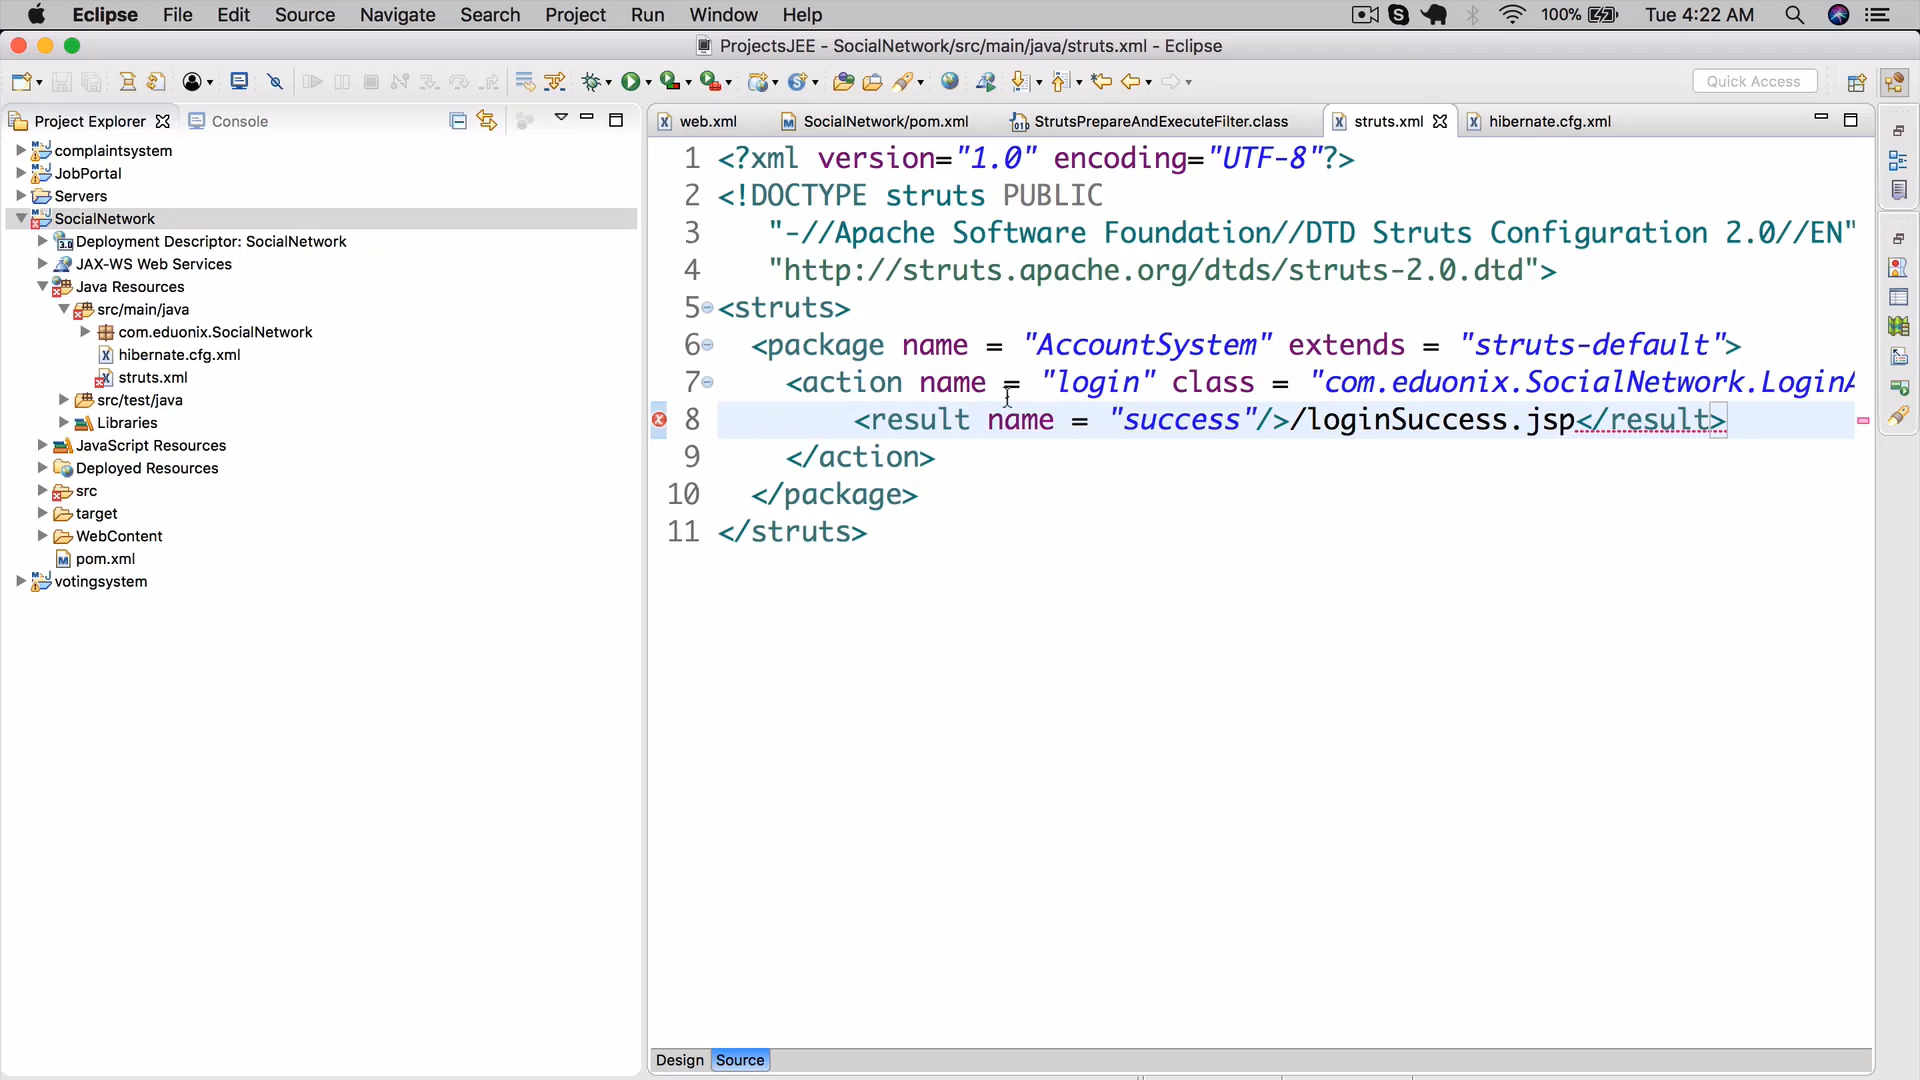 Eclipse File Edit Source Navigate Search Project Run Window Help 100% Tue 4:22 AM
ProjectsJEE - SocialNetwork/src/main/java/struts.xml - Eclipse
Quick Access
Project Explorer Console
web.xml SocialNetwork/pom.xml StrutsPrepareAndExecuteFilter.class struts.xml hibernate.cfg.xml
complaintsystem
JobPortal
Servers
SocialNetwork
Deployment Descriptor: SocialNetwork
JAX-WS Web Services
Java Resources
src/main/java
com.eduonix.SocialNetwork
hibernate.cfg.xml
struts.xml
src/test/java
Libraries
JavaScript Resources
Deployed Resources
src
target
WebContent
pom.xml
votingsystem
1 <?xml version="1.0" encoding="UTF-8"?>
2 <!DOCTYPE struts PUBLIC
3 "-//Apache Software Foundation//DTD Struts Configuration 2.0//EN"
4 "http://struts.apache.org/dtds/struts-2.0.dtd">
5 <struts>
6 <package name = "AccountSystem" extends = "struts-default">
7 <action name = "login" class = "com.eduonix.SocialNetwork.LoginA
8 <result name = "success"/>/loginSuccess.jsp</result>
9 </action>
10 </package>
11 </struts>
Design Source